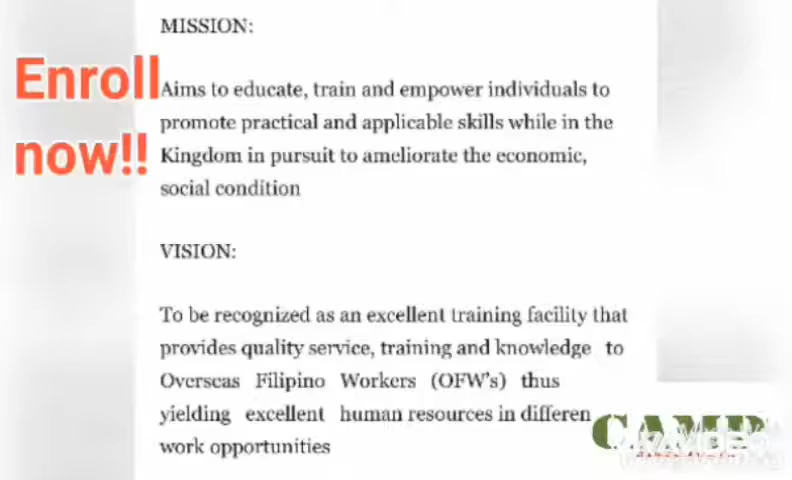 MISSION:
Enroll
now!!
Aims to educate, train and empower individuals to
promote practical and applicable skills while in the
Kingdom in pursuit to ameliorate the economic,
social condition
VISION:
To be recognized as an excellent training facility that
provides quality service, training and knowledge to
Overseas Filipino Workers (OFW's) thus
yielding excellent human resources in differen
work opportunities